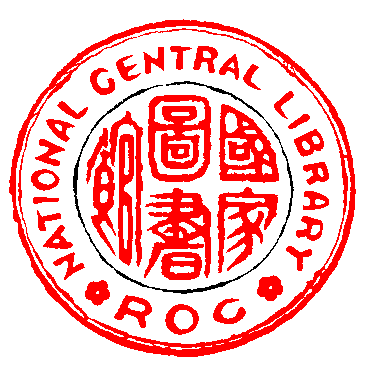 NATIONAL CENTRAL LIBRARY
ROC
國家
圖書
館